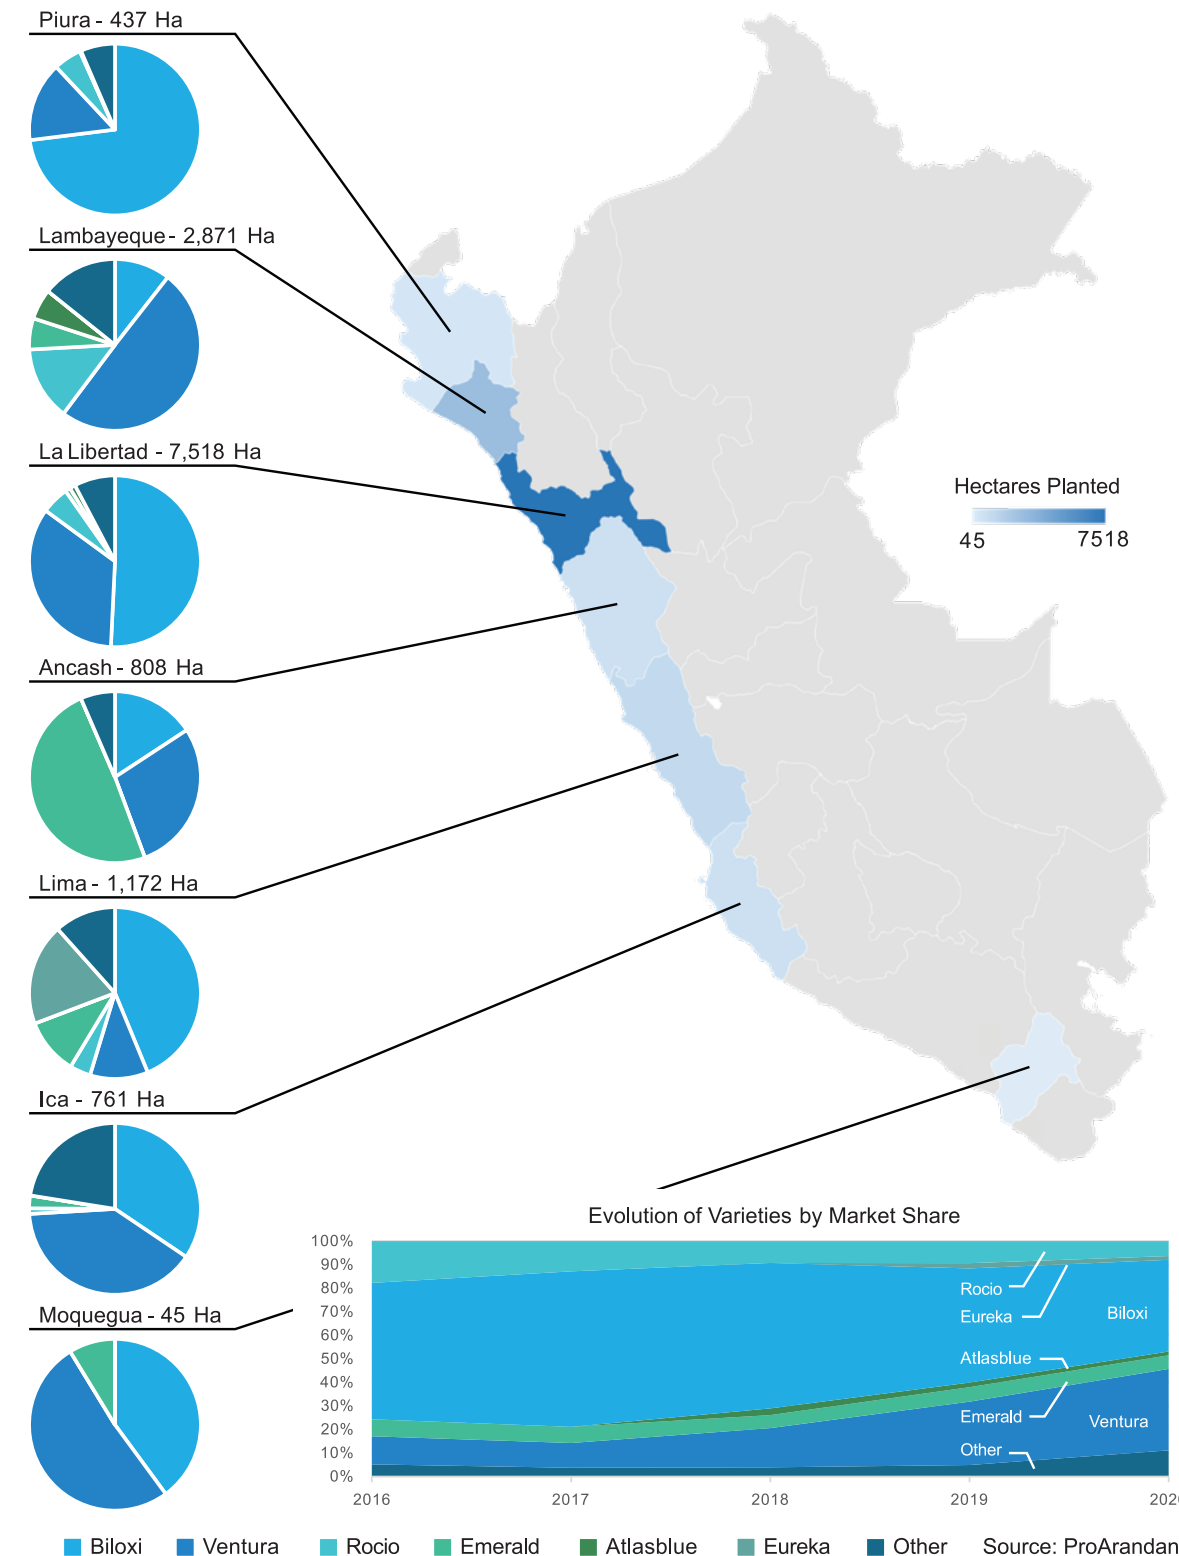 Piura - 437 Ha
Lambayeque - 2,871 Ha
La Libertad - 7,518 Ha
Hectares Planted
45 7518
Ancash - 808 Ha
Lima - 1,172 Ha
Ica - 761 Ha
Moquegua - 45 Ha
Evolution of Varieties by Market Share
100%
90%
80%
70%
60%
50%
40%
30%
20%
10%
0%
Rocio
Eureka
Biloxi
Atlasblue
Emerald
Ventura
Other
2016 2017 2018 2019 202
Biloxi Ventura Rocio Emerald Atlasblue Eureka Other Source: ProArandan